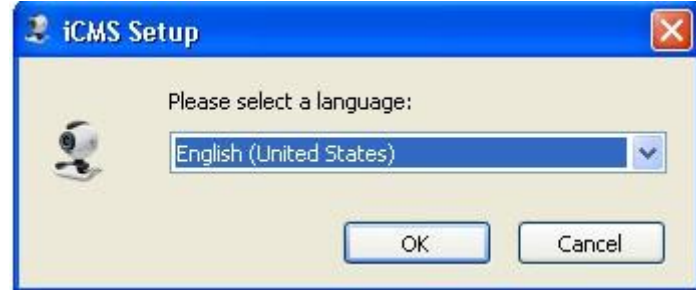 iCMS Setup
Please select a language:
English (United States)
OK
Cancel